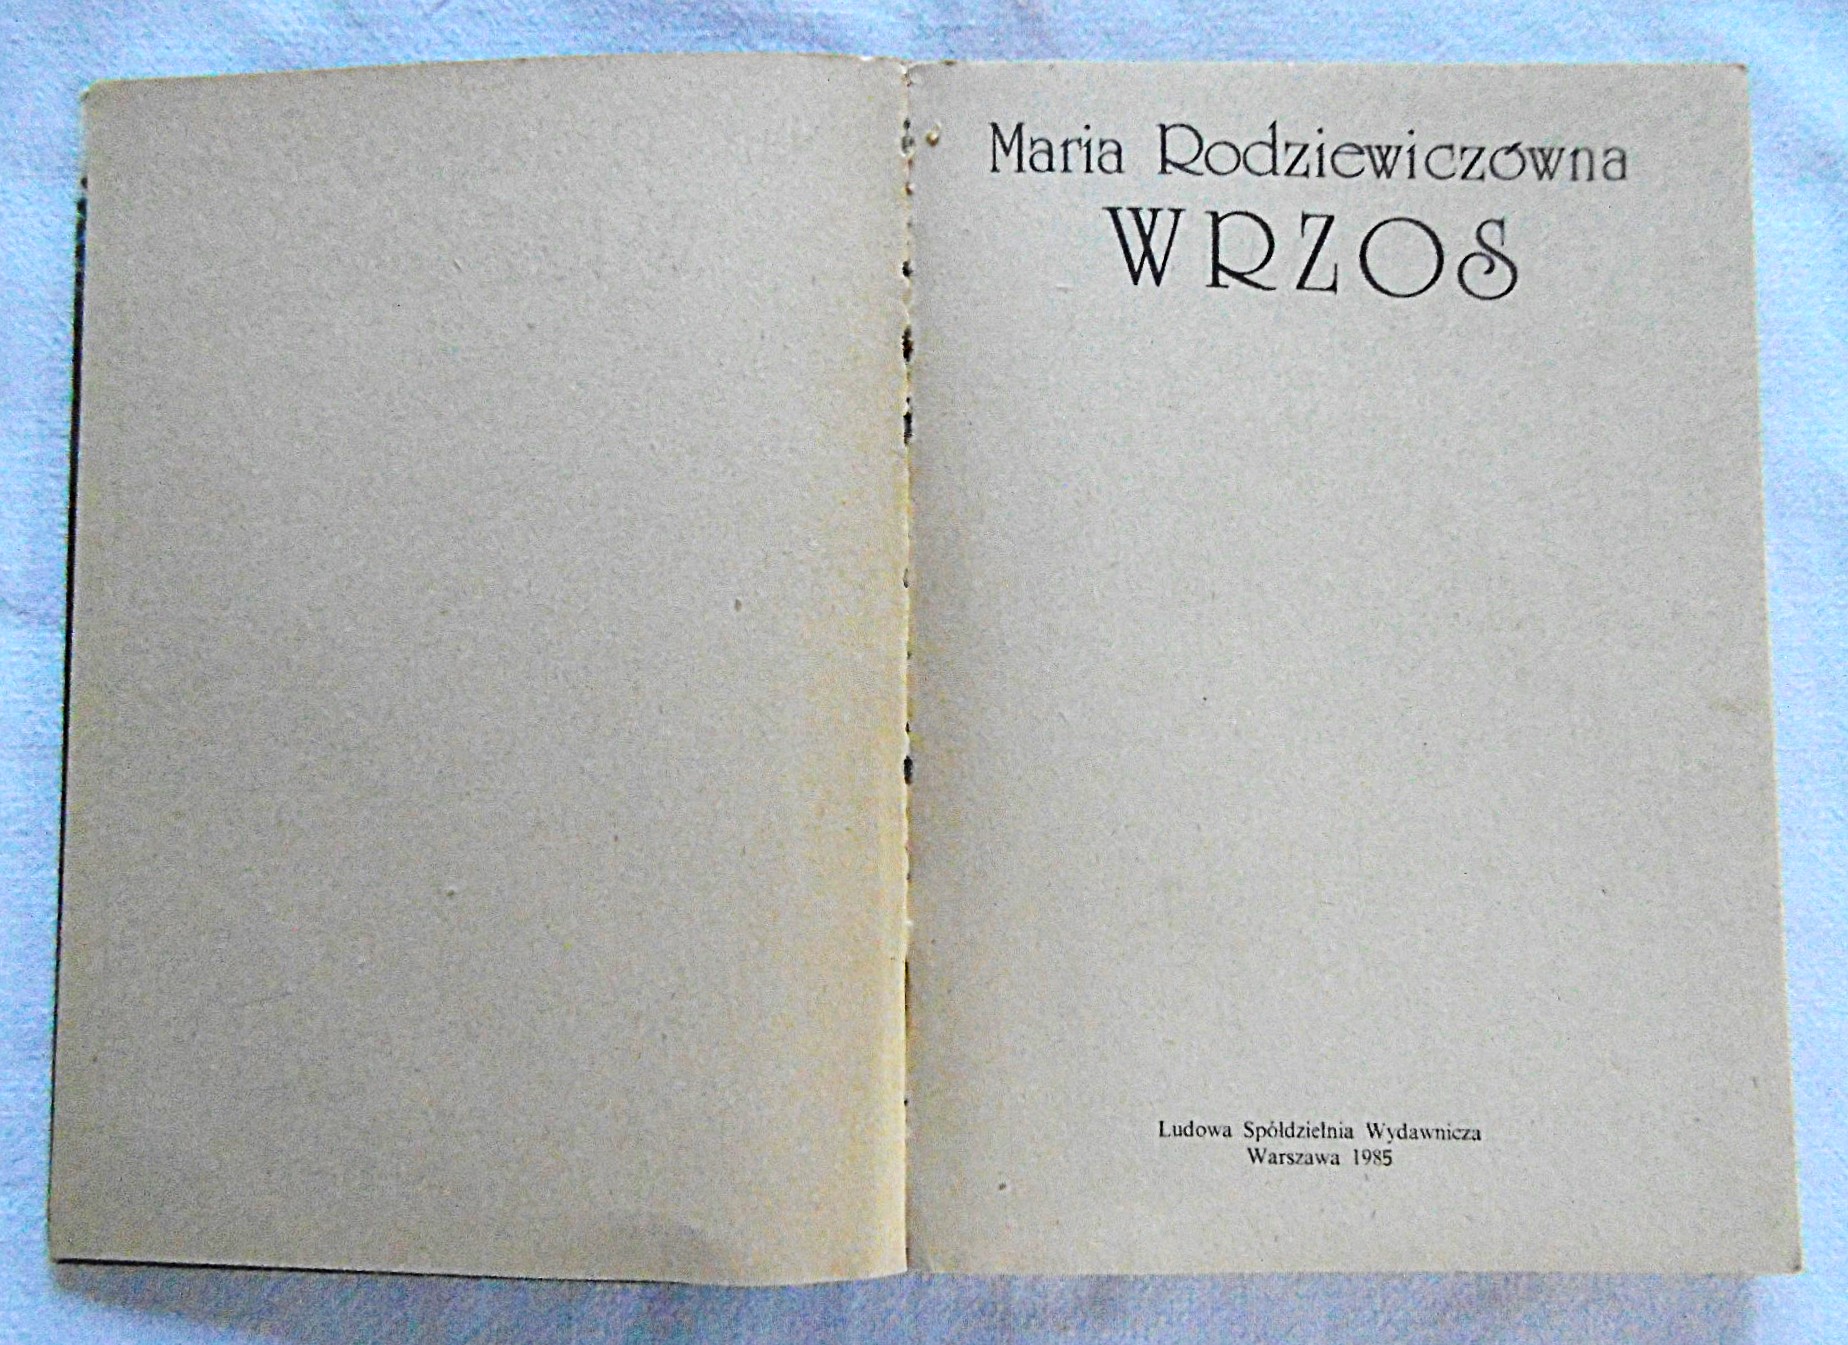 Maria Rodziewiczówna
WRZOS
Ludowa Spółdzielnia Wydawnicza
Warszawa 1985